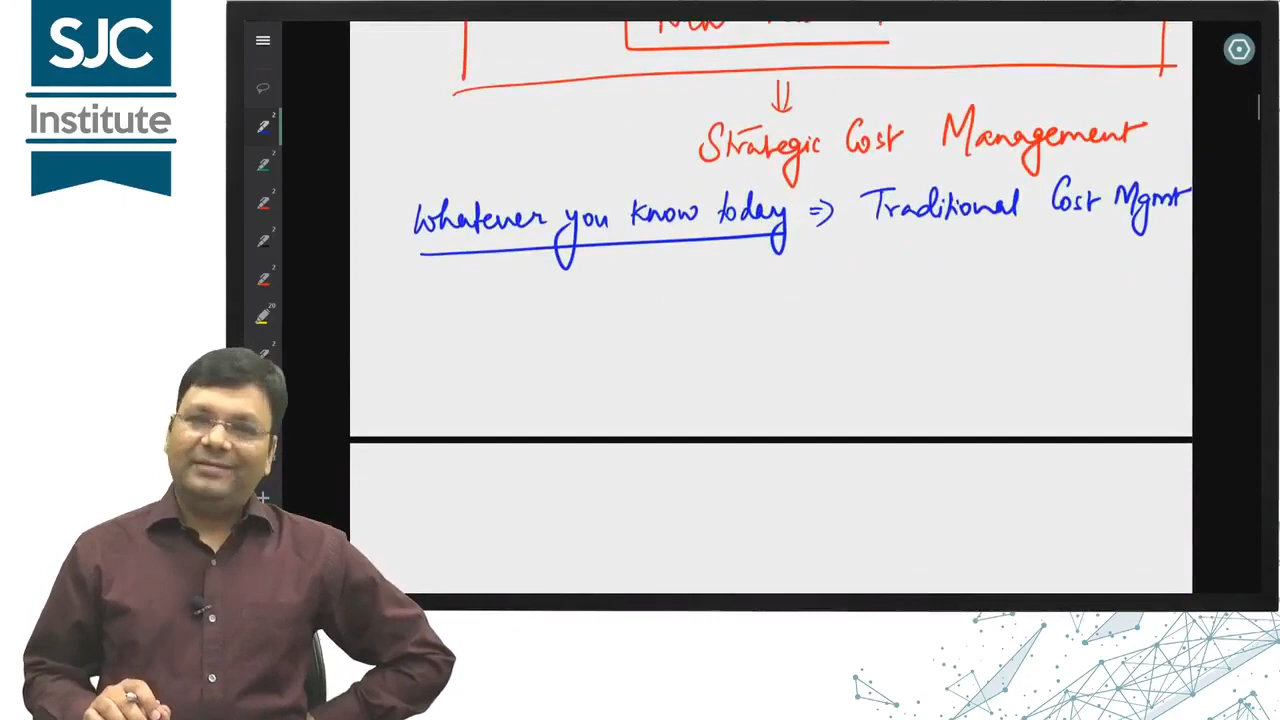 SJC
Institute
⇓
Strategic Cost Management
Whatever you know today ⇒ Traditional Cost Mgmt